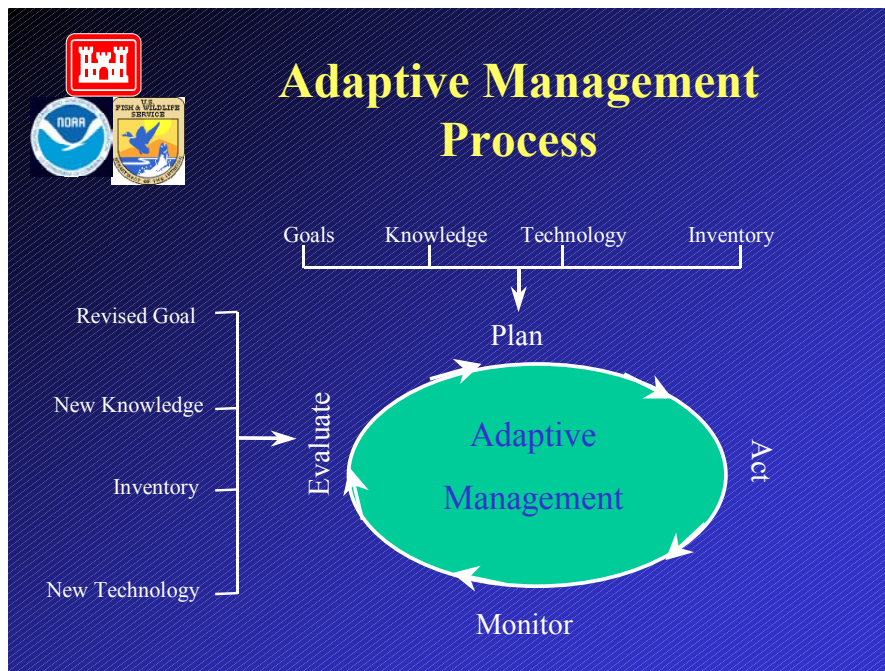 Adaptive Management
Process
NOAA
U.S.
FISH & WILDLIFE
SERVICE
Goals
Knowledge
Technology
Inventory
Plan
Revised Goal
New Knowledge
Inventory
New Technology
Evaluate
Adaptive
Management
Act
Monitor